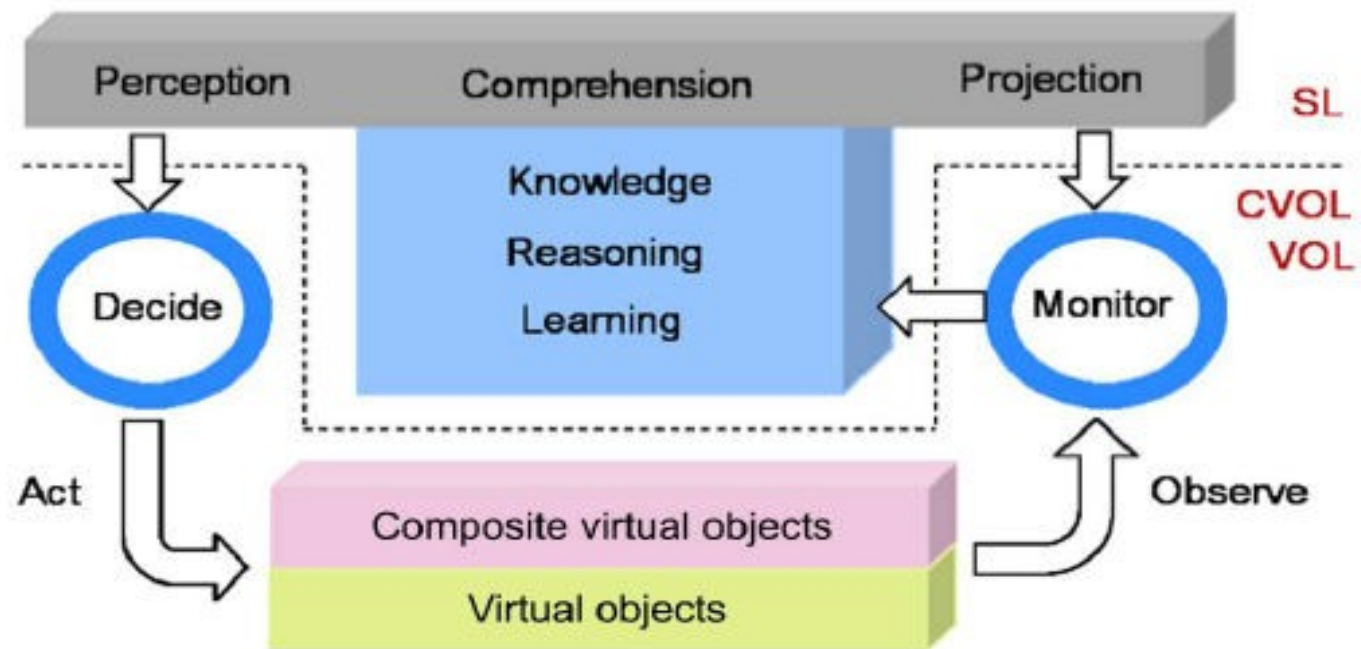 Perception Comprehension Projection
SL
Knowledge
CVOL
Reasoning
VOL
Decide
Learning
Monitor
Act
Observe
Composite virtual objects
Virtual objects